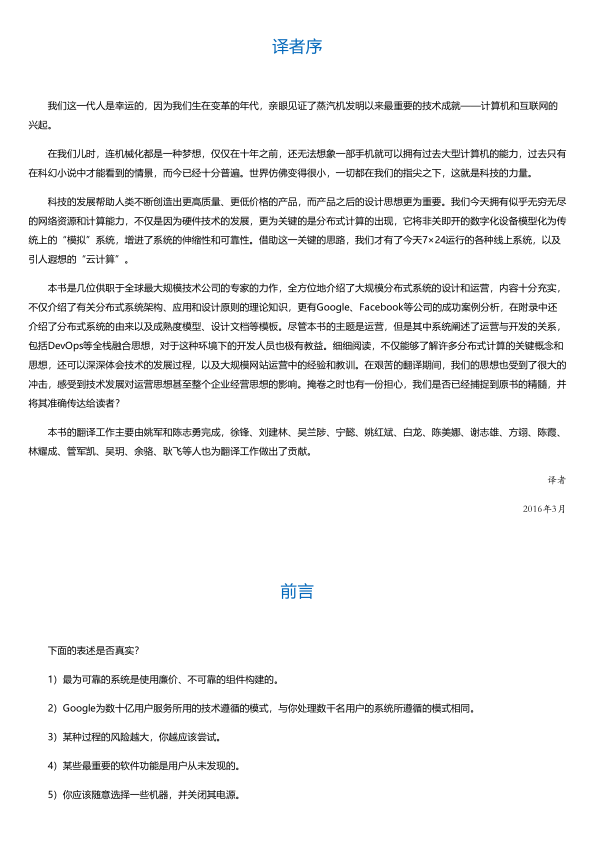 译者序
我们这一代人是幸运的，因为我们生在变革的年代，亲眼见证了蒸汽机发明以来最重要的技术成就——计算机和互联网的
兴起。
在我们儿时，连机械化都是一种梦想，仅仅在十年之前，还无法想象一部手机就可以拥有过去大型计算机的能力，过去只有
在科幻小说中才能看到的情景，而今已经十分普遍。世界仿佛变得很小，一切都在我们的指尖之下，这就是科技的力量。
科技的发展帮助人类不断创造出更高质量、更低价格的产品，而产品之后的设计思想更为重要。我们今天拥有似乎无穷无尽
的网络资源和计算能力，不仅是因为硬件技术的发展，更为关键的是分布式计算的出现，它将非关即开的数字化设备模型化为传
统上的“模拟”系统，增进了系统的伸缩性和可靠性。借助这一关键的思路，我们才有了今天7×24运行的各种线上系统，以及
引人遐想的“云计算”。
本书是几位供职于全球最大规模技术公司的专家的力作，全方位地介绍了大规模分布式系统的设计和运营，内容十分充实，
不仅介绍了有关分布式系统架构、应用和设计原则的理论知识，更有Google、Facebook等公司的成功案例分析，在附录中还
介绍了分布式系统的由来以及成熟度模型、设计文档等模板。尽管本书的主题是运营，但是其中系统阐述了运营与开发的关系，
包括DevOps等全栈融合思想，对于这种环境下的开发人员也极有教益。细细阅读，不仅能够了解许多分布式计算的关键概念和
思想，还可以深深体会技术的发展过程，以及大规模网站运营中的经验和教训。在艰苦的翻译期间，我们的思想也受到了很大的
冲击，感受到技术发展对运营思想甚至整个企业经营思想的影响。掩卷之时也有一份担心，我们是否已经捕捉到原书的精髓，并
将其准确传达给读者？
本书的翻译工作主要由姚军和陈志勇完成，徐锋、刘建林、吴兰陟、宁懿、姚红斌、白龙、陈美娜、谢志雄、方翊、陈霞、
林耀成、管军凯、吴玥、余骆、耿飞等人也为翻译工作做出了贡献。
译者
2016年3月
前言
下面的表述是否真实？
1）最为可靠的系统是使用廉价、不可靠的组件构建的。
2）Google为数十亿用户服务所用的技术遵循的模式，与你处理数千名用户的系统所遵循的模式相同。
3）某种过程的风险越大，你越应该尝试。
4）某些最重要的软件功能是用户从未发现的。
5）你应该随意选择一些机器，并关闭其电源。